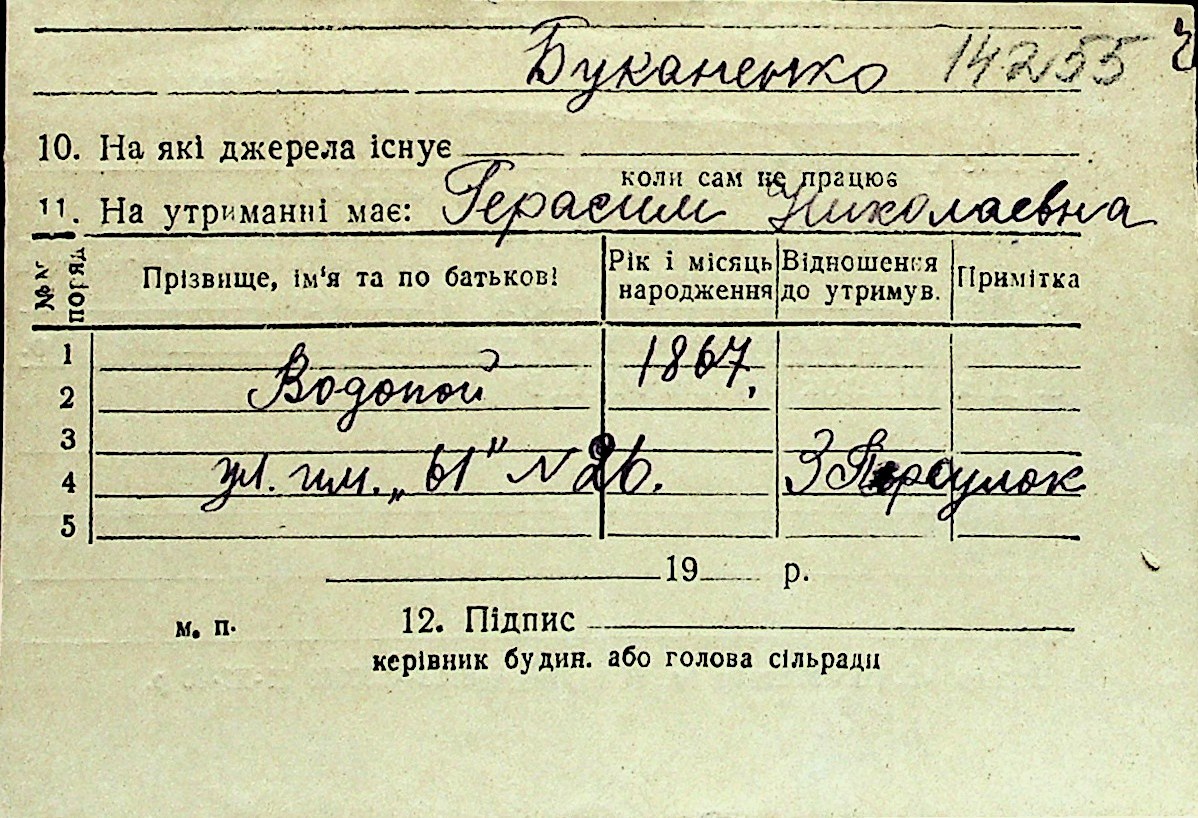 Буканенко 14255
10. На які джерела існує
коли сам не працює
11. На утриманні має: Герасим Николаевна
№№ поряд
Прізвище, ім'я та по батькові
Рік і місяць народження
Відношення до утримув.
Примітка
1
1867,
2 Водопой
3
4 ул. им. „61" N 26. 3 Переулок
5
19 р.
м. п. 12. Підпис
керівник будин. або голова сільради